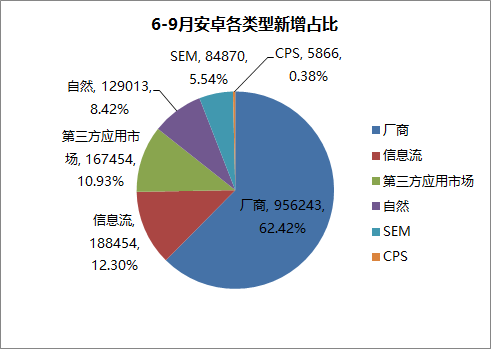 6-9月安卓各类型新增占比
CPS, 5866,
0.38%
SEM, 84870,
5.54%
自然, 129013,
8.42%
第三方应用市
场, 167454,
10.93%
信息流,
188454,
12.30%
厂商, 956243,
62.42%
厂商
信息流
第三方应用市场
自然
SEM
CPS